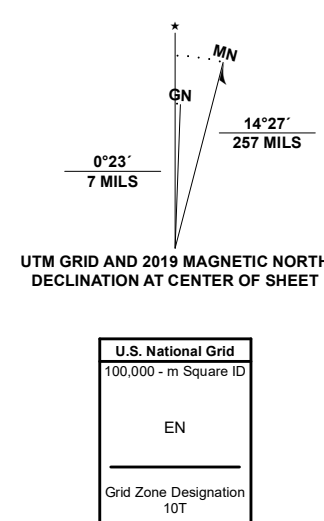 ★
MN
GN
14°27´
257 MILS
0°23´
7 MILS
UTM GRID AND 2019 MAGNETIC NORTH
DECLINATION AT CENTER OF SHEET
U.S. National Grid
100,000 - m Square ID
EN
Grid Zone Designation
10T